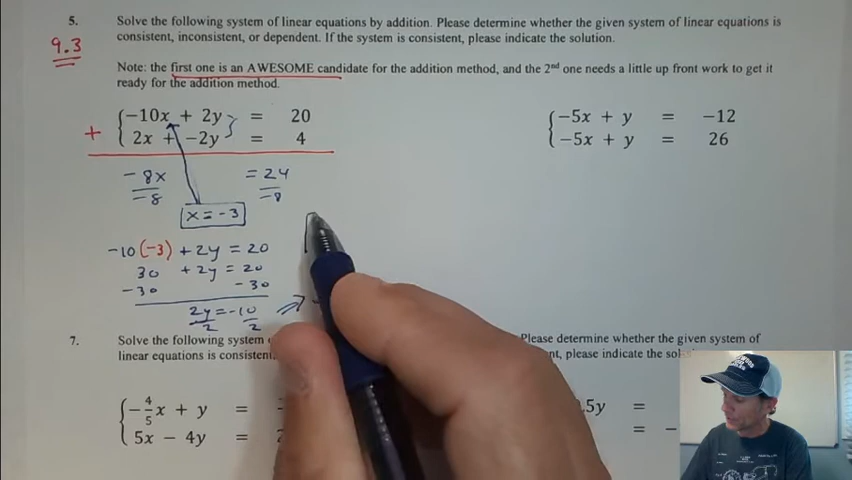 5. Solve the following system of linear equations by addition. Please determine whether the given system of linear equations is
consistent, inconsistent, or dependent. If the system is consistent, please indicate the solution.
9.3
Note: the first one is an AWESOME candidate for the addition method, and the 2nd one needs a little up front work to get it
ready for the addition method.
−10x + 2y = 20
+ 2x + −2y = 4
−5x + y = −12
−5x + y = 26
-8x = 24
-8 -8
x = -3
-10(-3) + 2y = 20
30 + 2y = 20
-30 -30
2y = -10
2 2
7. Solve the following system
linear equations is consistent
Please determine whether the given system of
please indicate the
−4/5x + y =
5x − 4y =
5y =
= −